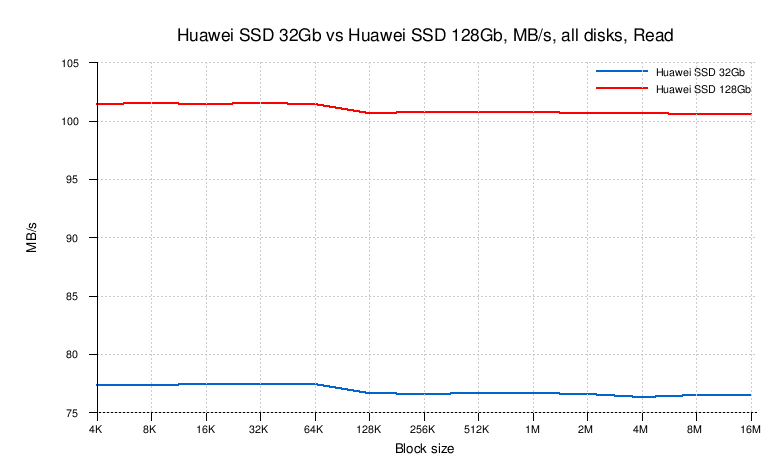 Huawei SSD 32Gb vs Huawei SSD 128Gb, MB/s, all disks, Read
Huawei SSD 32Gb
Huawei SSD 128Gb
105
100
95
90
85
80
75
MB/s
4K 8K 16K 32K 64K 128K 256K 512K 1M 2M 4M 8M 16M
Block size